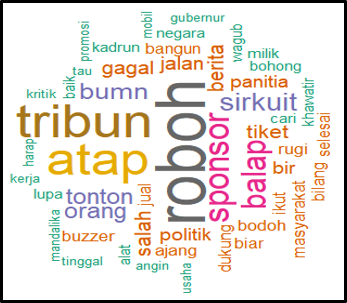 gubernur
mobil
negara
promosi
kadrun
bangun
wagub
milik
tau
gagal
jalan
berita
bohong
baik
kritik
bumn
panitia
khawatir
sirkuit
tribun
roboh
cari
tiket
selesai
harap
atap
sponsor
balap
rugi
kerja
bir
bilang
lupa
tonton
jual
ikut
masyarakat
orang
salah
mandalika
buzzer
politik
dukung
bodoh
alat
ajang
biar
tinggal
angin
usaha